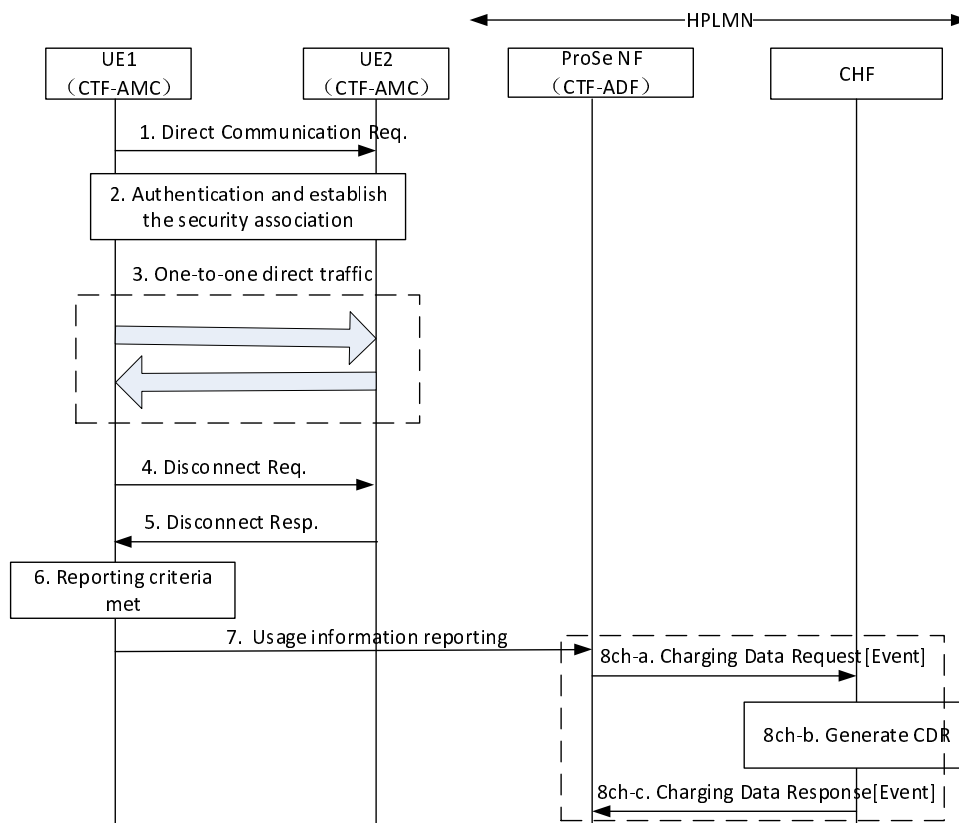 HPLMN
UE1
（CTF-AMC）
UE2
（CTF-AMC）
ProSe NF
（CTF-ADF）
CHF
1. Direct Communication Req.
2. Authentication and establish
the security association
3. One-to-one direct traffic
4. Disconnect Req.
5. Disconnect Resp.
6. Reporting criteria
met
7. Usage information reporting
8ch-a. Charging Data Request[Event]
8ch-b. Generate CDR
8ch-c. Charging Data Response[Event]